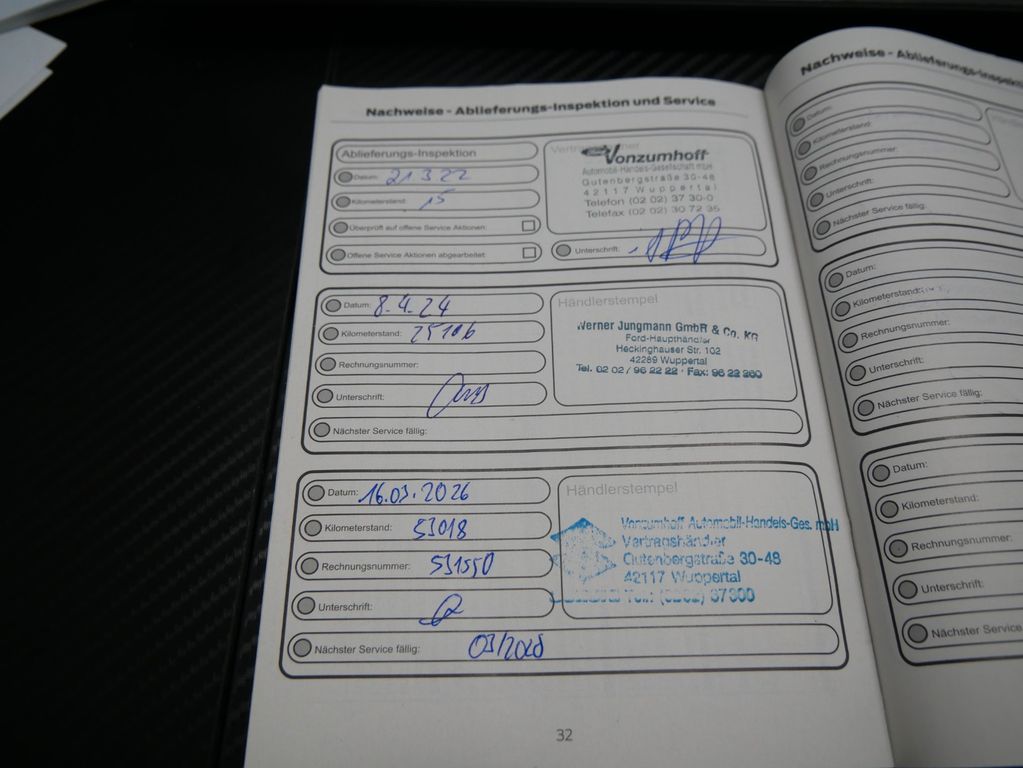 Nachweise - Ablieferungs-Inspektion und Service
Ablieferungs-Inspektion
Datum: 21.3.22
Kilometerstand: 15
Überprüft auf offene Service Aktionen:
Offene Service Aktionen abgearbeitet:
Vonzumhoff
Automobil-Handels-Gesellschaft mbH
Gutenbergstraße 30-48
42117 Wuppertal
Telefon (02 02) 37 30-0
Telefax (02 02) 30 72 35
Unterschrift:
Datum: 8.4.24
Kilometerstand: 25106
Rechnungsnummer:
Unterschrift:
Nächster Service fällig:
Händlerstempel
Werner Jungmann GmbH & Co. KG
Ford-Haupthändler
Heckinghauser Str. 102
42289 Wuppertal
Tel. 02 02 / 96 22 22 · Fax: 96 22 260
Datum: 16.03.2026
Kilometerstand: 53018
Rechnungsnummer: 531550
Unterschrift:
Nächster Service fällig: 03/2028
Händlerstempel
Vonzumhoff Automobil-Handels-Ges. mbH
Vertragshändler
Gutenbergstraße 30-48
42117 Wuppertal
Tel.: (0202) 37300
32
Nachweise - Ablieferungs-Inspektion
Datum:
Kilometerstand:
Rechnungsnummer:
Unterschrift:
Nächster Service fällig:
Datum:
Kilometerstand:
Rechnungsnummer:
Unterschrift:
Nächster Service fällig:
Datum:
Kilometerstand:
Rechnungsnummer:
Unterschrift:
Nächster Service